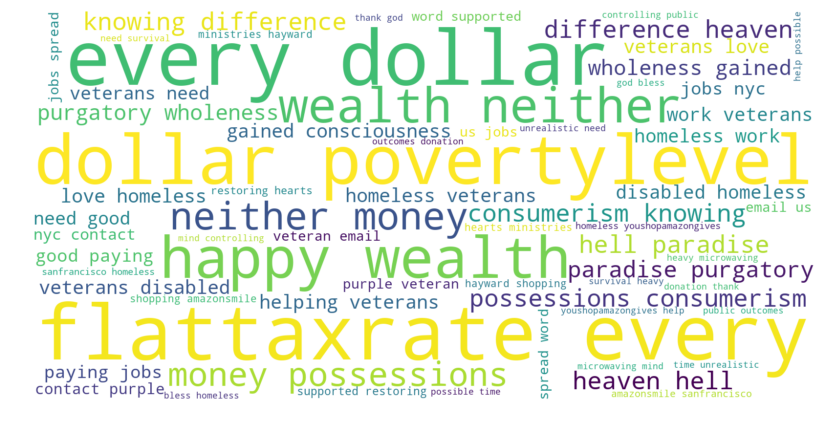 thank god
word supported
controlling public
knowing difference
difference heaven
need survival
ministries hayward
every dollar
veterans love
jobs spread
help possible
wholeness gained
god bless
jobs nyc
veterans need
wealth neither
purgatory wholeness
work veterans
gained consciousness
us jobs
unrealistic need
homeless work
outcomes donation
dollar povertylevel
love homeless
restoring hearts
homeless veterans
disabled homeless
need good
neither money
consumerism knowing
email us
nyc contact
mind controlling
veteran email
hearts ministries
homeless youshopamazongives
hell paradise
good paying
happy wealth
heavy microwaving
sanfrancisco homeless
paradise purgatory
veterans disabled
purple veteran
hayward shopping
survival heavy
donation thank
shopping amazonsmile
helping veterans
possessions consumerism
flattaxrate every
spread word
youshopamazongives help
public outcomes
paying jobs
money possessions
microwaving mind
time unrealistic
heaven hell
contact purple
bless homeless
supported restoring
possible time
amazonsmile sanfrancisco